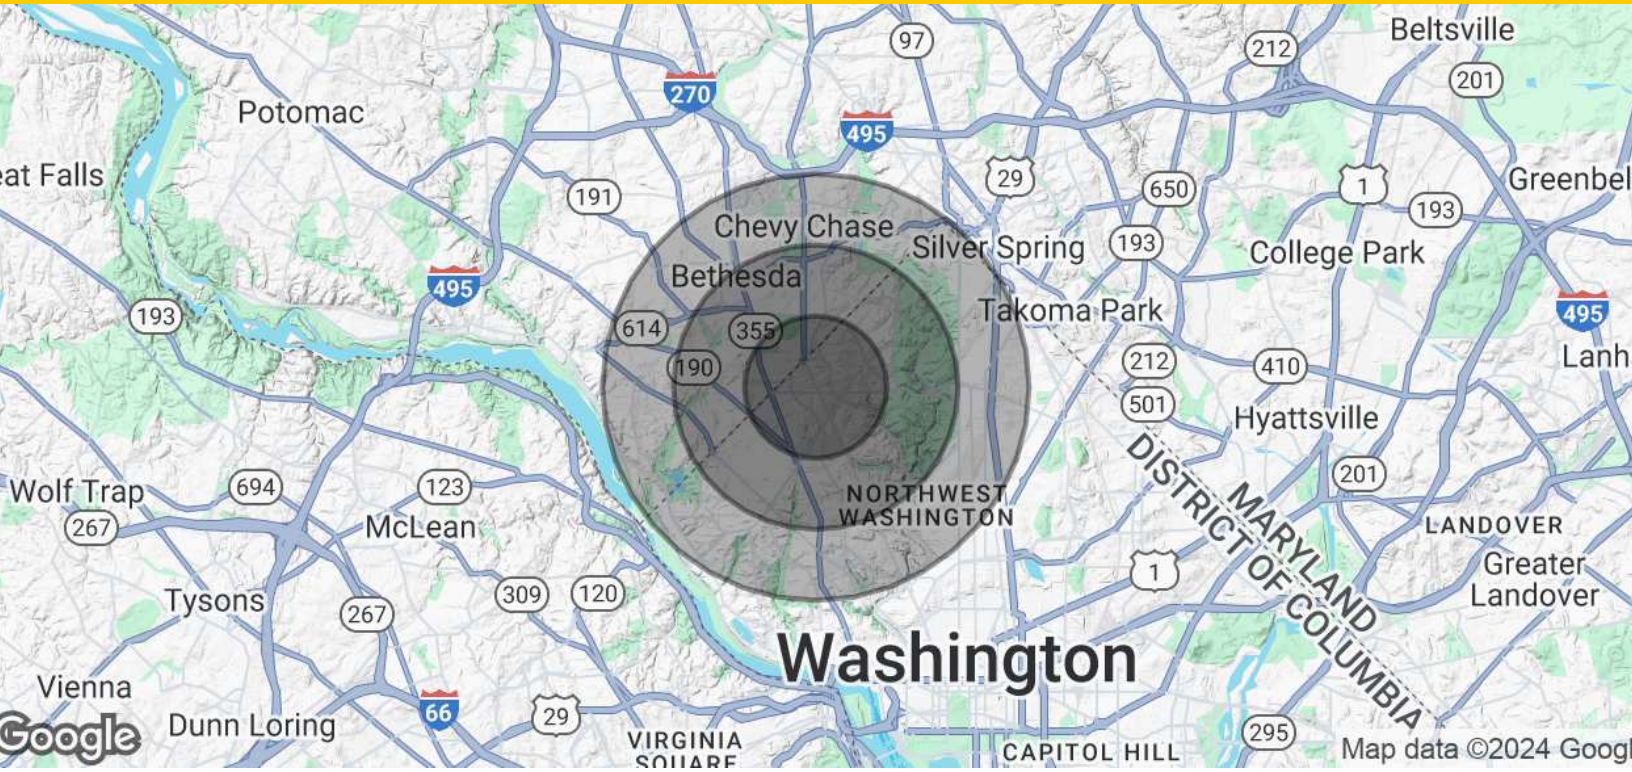 Beltsville
97
212
201
270
Potomac
495
eat Falls
29
650
1
Greenbel
191
193
Chevy Chase
Silver Spring
193
College Park
Bethesda
495
193
Takoma Park
495
614
355
Lanh
212
410
190
501
Hyattsville
DISTRICT OF COLUMBIA
MARYLAND
201
Wolf Trap
694
123
NORTHWEST
WASHINGTON
267
McLean
LANDOVER
1
Greater
Landover
Tysons
309
120
267
Washington
Vienna
66
29
Dunn Loring
295
Google
VIRGINIA
SQUARE
CAPITOL HILL
Map data ©2024 Googl